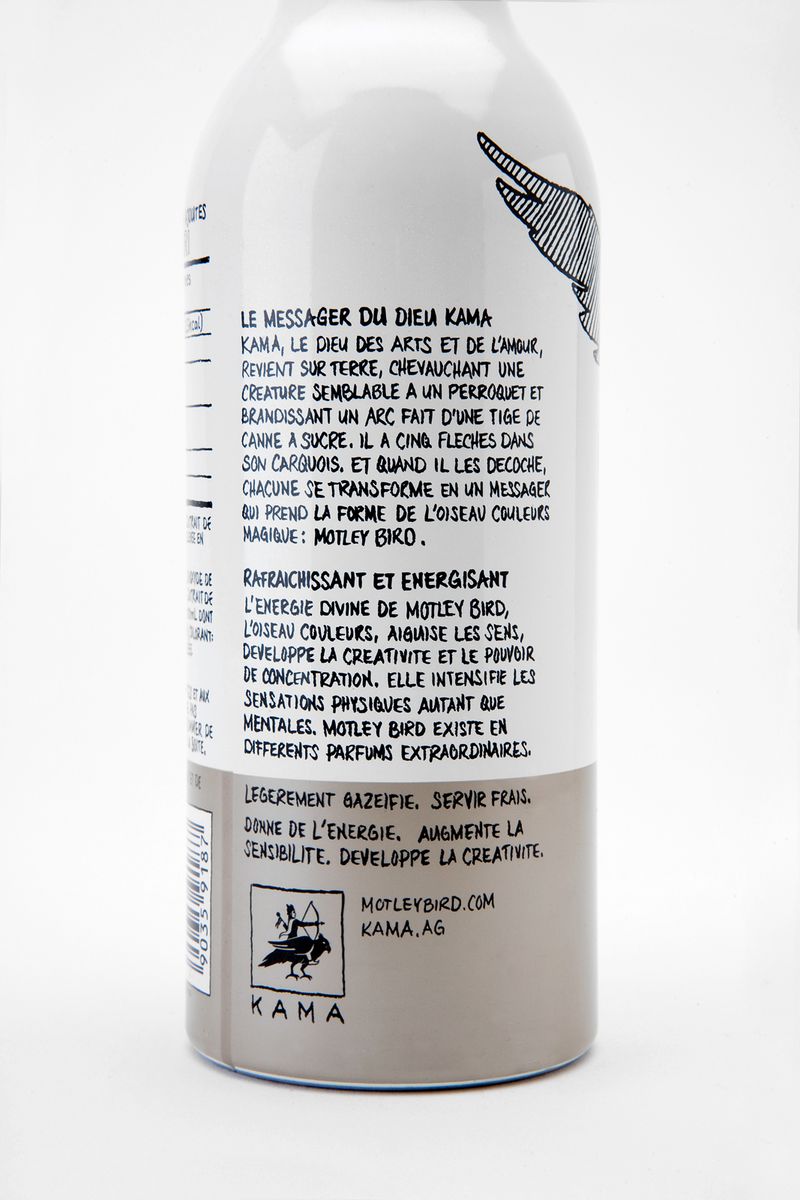 LE MESSAGER DU DIEU KAMA
KAMA, LE DIEU DES ARTS ET DE L'AMOUR,
REVIENT SUR TERRE, CHEVAUCHANT UNE
CREATURE SEMBLABLE A UN PERROQUET ET
BRANDISSANT UN ARC FAIT D'UNE TIGE DE
CANNE A SUCRE. IL A CINQ FLECHES DANS
SON CARQUOIS. ET QUAND IL LES DECOCHE,
CHACUNE SE TRANSFORME EN UN MESSAGER
QUI PREND LA FORME DE L'OISEAU COULEURS
MAGIQUE: MOTLEY BIRD.
RAFRAICHISSANT ET ENERGISANT
L'ENERGIE DIVINE DE MOTLEY BIRD,
L'OISEAU COULEURS, AIGUISE LES SENS,
DEVELOPPE LA CREATIVITE ET LE POUVOIR
DE CONCENTRATION. ELLE INTENSIFIE LES
SENSATIONS PHYSIQUES AUTANT QUE
MENTALES. MOTLEY BIRD EXISTE EN
DIFFERENTS PARFUMS EXTRAORDINAIRES.
LEGEREMENT GAZEIFIE. SERVIR FRAIS.
DONNE DE L'ENERGIE. AUGMENTE LA
SENSIBILITE. DEVELOPPE LA CREATIVITE.
MOTLEYBIRD.COM
KAMA.AG
KAMA
ET DE
90359187